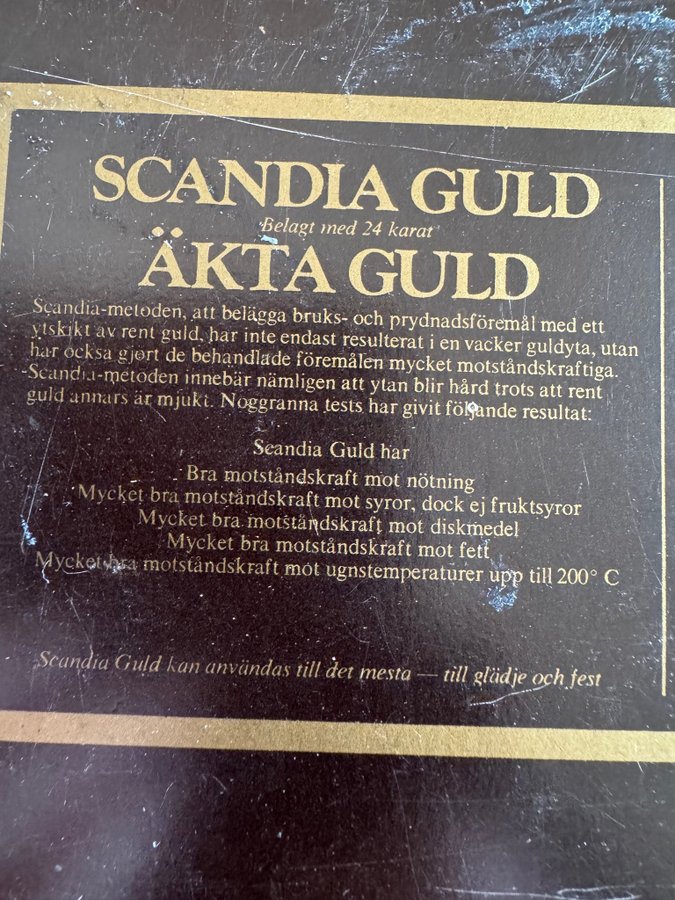 SCANDIA GULD
Belagt med 24 karat
ÄKTA GULD
Scandia-metoden, att belägga bruks- och prydnadsföremål med ett
ytskikt av rent guld, har inte endast resulterat i en vacker guldyta, utan
har också gjort de behandlade föremålen mycket motståndskraftiga.
Scandia-metoden innebär nämligen att ytan blir hård trots att rent
guld annars är mjukt. Noggranna tests har givit följande resultat:
Scandia Guld har
Bra motståndskraft mot nötning
Mycket bra motståndskraft mot syror, dock ej fruktsyror
Mycket bra motståndskraft mot diskmedel
Mycket bra motståndskraft mot fett
Mycket bra motståndskraft mot ugnstemperaturer upp till 200° C
Scandia Guld kan användas till det mesta — till glädje och fest